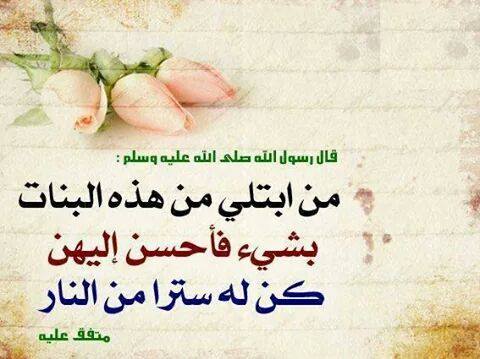 قال رسول الله صلى الله عليه وسلم :
من ابتلي من هذه البنات
بشيء فأحسن إليهن
كن له سترا من النار
متفق عليه